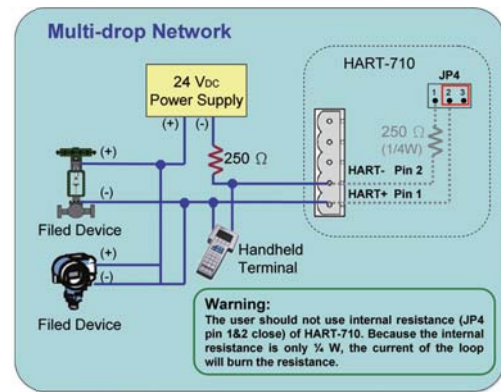 Multi-drop Network
24 VDC
Power Supply
(+) (-)
250 Ω
(+)
(-)
Filed Device
(+)
(-)
Filed Device
Handheld
Terminal
HART-710
JP4
1 2 3
250 Ω
(1/4W)
HART- Pin 2
HART+ Pin 1
Warning:
The user should not use internal resistance (JP4
pin 1&2 close) of HART-710. Because the internal
resistance is only ¼ W, the current of the loop
will burn the resistance.